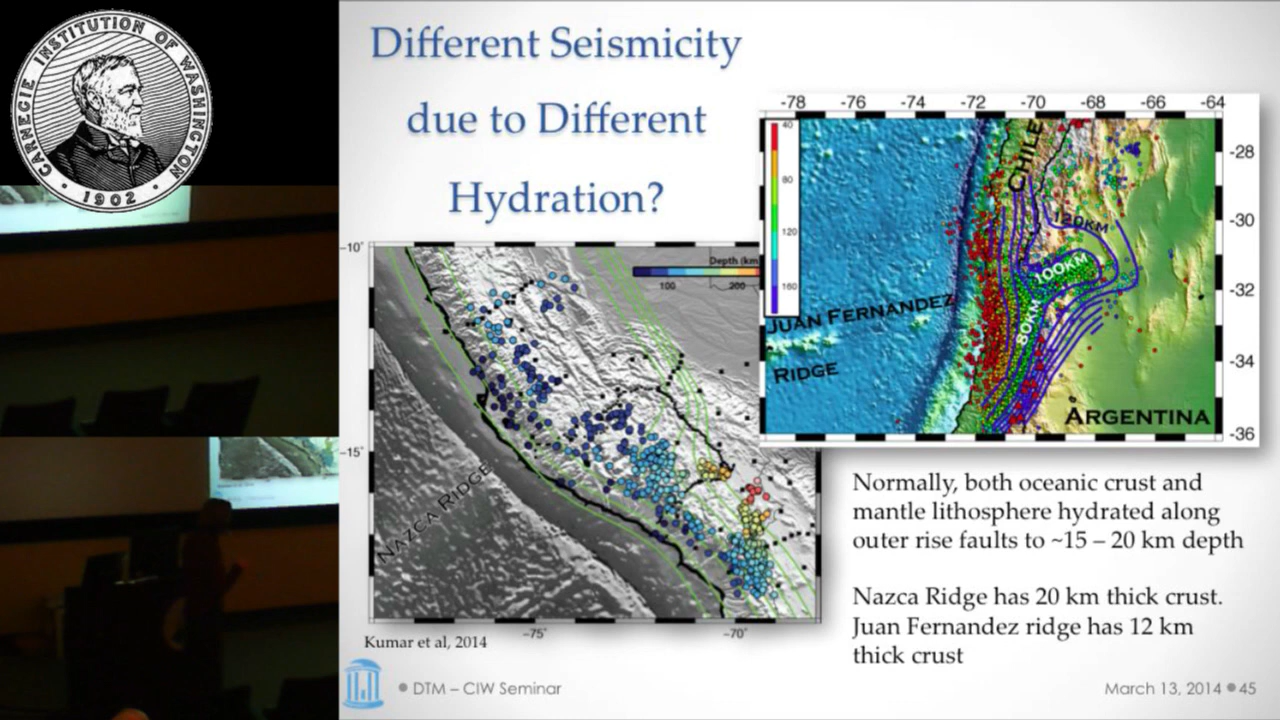 CARNEGIE INSTITUTION OF WASHINGTON
1902
Different Seismicity
due to Different
Hydration?
-78 -76 -74 -72 -70 -68 -66 -64
40
80
120
160
CHILE
120KM
100KM
80KM
JUAN FERNANDEZ
RIDGE
ARGENTINA
-28
-30
-32
-34
-36
-10°
-15°
Depth (km
100 200
NAZCA RIDGE
-75° -70°
Kumar et al, 2014
Normally, both oceanic crust and
mantle lithosphere hydrated along
outer rise faults to ~15 – 20 km depth
Nazca Ridge has 20 km thick crust.
Juan Fernandez ridge has 12 km
thick crust
DTM – CIW Seminar
March 13, 2014 • 45